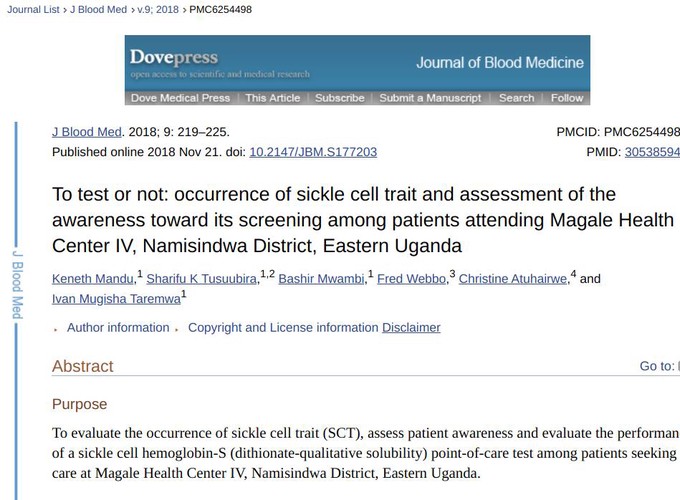 Journal List › J Blood Med › v.9; 2018 › PMC6254498
Dovepress
open access to scientific and medical research
Journal of Blood Medicine
Dove Medical Press | This Article | Subscribe | Submit a Manuscript | Search | Follow
J Blood Med. 2018; 9: 219–225.
PMCID: PMC6254498
Published online 2018 Nov 21. doi: 10.2147/JBM.S177203
PMID: 30538594
To test or not: occurrence of sickle cell trait and assessment of the
awareness toward its screening among patients attending Magale Health
Center IV, Namisindwa District, Eastern Uganda
Keneth Mandu,1 Sharifu K Tusuubira,1,2 Bashir Mwambi,1 Fred Webbo,3 Christine Atuhairwe,4 and
Ivan Mugisha Taremwa1
Author information Copyright and License information Disclaimer
Abstract
Go to:
Purpose
To evaluate the occurrence of sickle cell trait (SCT), assess patient awareness and evaluate the performan
of a sickle cell hemoglobin-S (dithionate-qualitative solubility) point-of-care test among patients seeking
care at Magale Health Center IV, Namisindwa District, Eastern Uganda.
J Blood Med